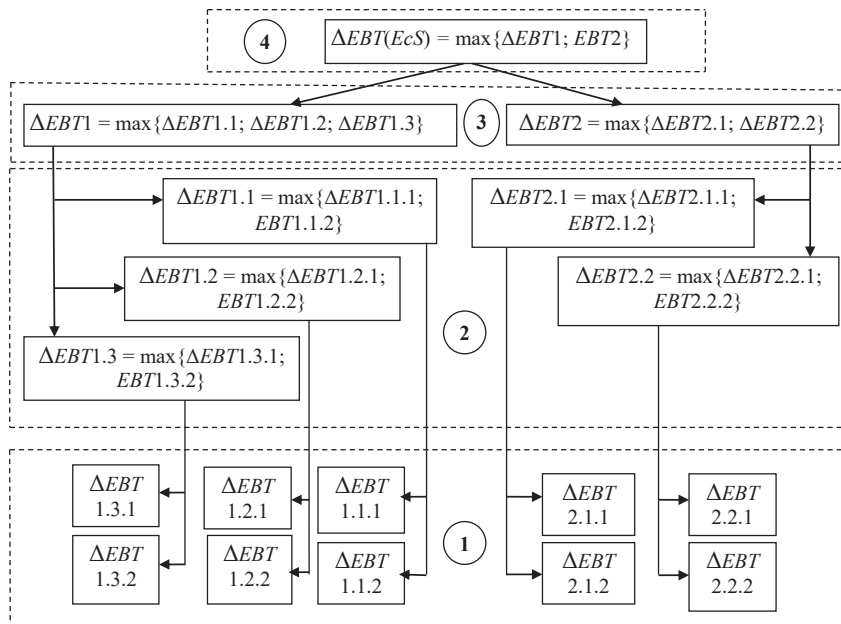 4
ΔEBT(EcS) = max{ΔEBT1; EBT2}
ΔEBT1 = max{ΔEBT1.1; ΔEBT1.2; ΔEBT1.3}
3
ΔEBT2 = max{ΔEBT2.1; ΔEBT2.2}
ΔEBT1.1 = max{ΔEBT1.1.1;
EBT1.1.2}
ΔEBT2.1 = max{ΔEBT2.1.1;
EBT2.1.2}
ΔEBT1.2 = max{ΔEBT1.2.1;
EBT1.2.2}
ΔEBT2.2 = max{ΔEBT2.2.1;
EBT2.2.2}
2
ΔEBT1.3 = max{ΔEBT1.3.1;
EBT1.3.2}
ΔEBT
1.3.1
ΔEBT
1.2.1
ΔEBT
1.1.1
ΔEBT
2.1.1
ΔEBT
2.2.1
1
ΔEBT
1.3.2
ΔEBT
1.2.2
ΔEBT
1.1.2
ΔEBT
2.1.2
ΔEBT
2.2.2